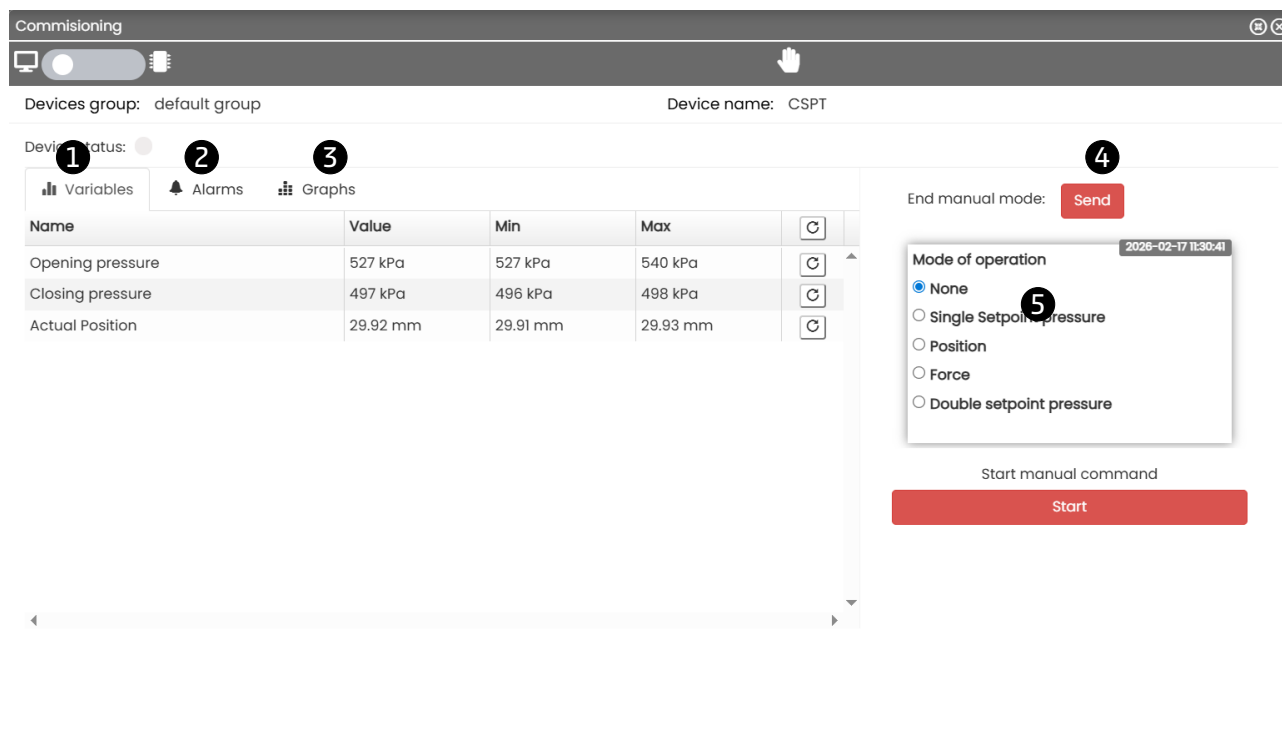 Commisioning
Devices group: default group Device name: CSPT
Device status:
1 2 3 4
Variables Alarms Graphs
End manual mode: Send
Name Value Min Max
2026-02-17 11:30:41
Mode of operation
Opening pressure 527 kPa 527 kPa 540 kPa
None
Closing pressure 497 kPa 496 kPa 498 kPa
5
Single Setpoint pressure
Actual Position 29.92 mm 29.91 mm 29.93 mm
Position
Force
Double setpoint pressure
Start manual command
Start